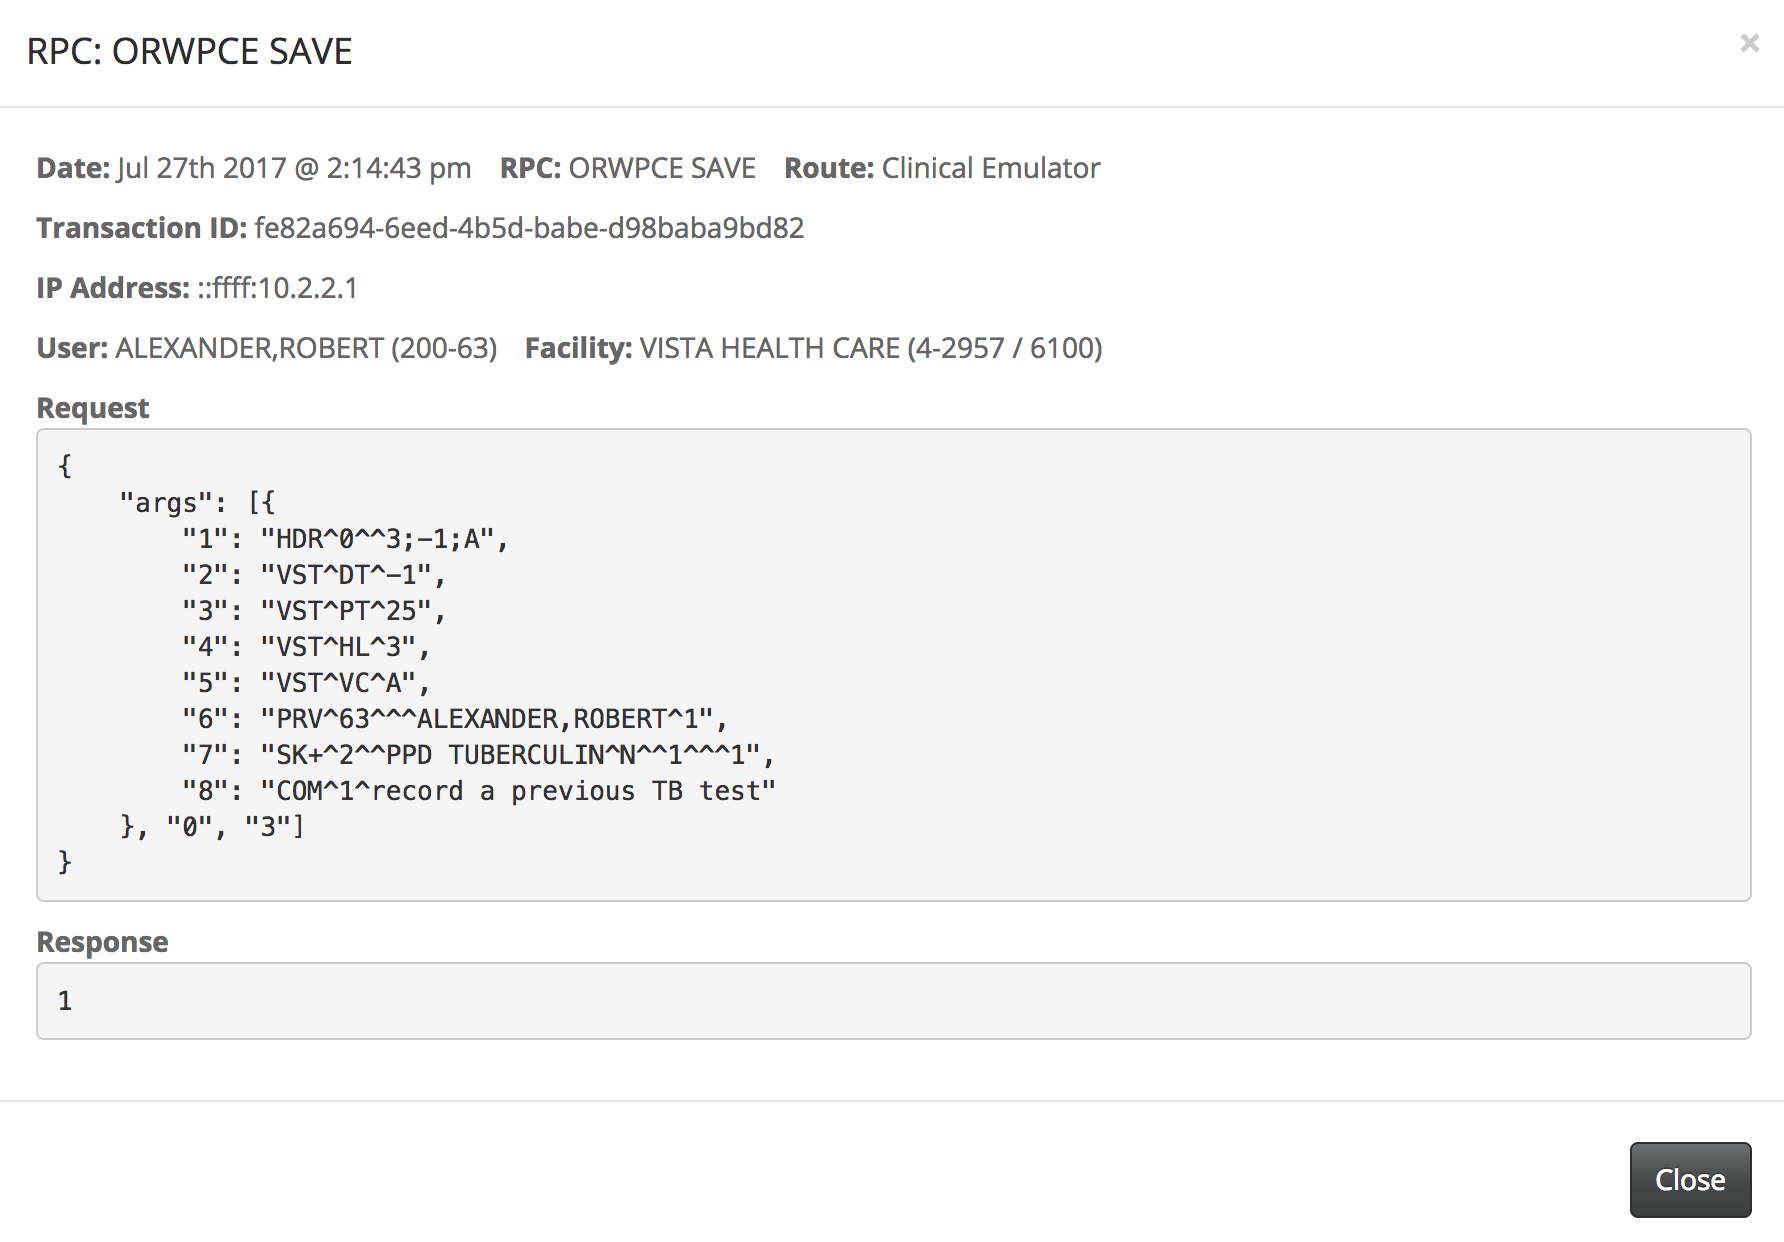 RPC: ORWPCE SAVE
×
Date: Jul 27th 2017 @ 2:14:43 pm RPC: ORWPCE SAVE Route: Clinical Emulator
Transaction ID: fe82a694-6eed-4b5d-babe-d98baba9bd82
IP Address: ::ffff:10.2.2.1
User: ALEXANDER,ROBERT (200-63) Facility: VISTA HEALTH CARE (4-2957 / 6100)
Request
{
    "args": [{
        "1": "HDR^0^^3;-1;A",
        "2": "VST^DT^-1",
        "3": "VST^PT^25",
        "4": "VST^HL^3",
        "5": "VST^VC^A",
        "6": "PRV^63^^^ALEXANDER,ROBERT^1",
        "7": "SK+^2^^PPD TUBERCULIN^N^^1^^^1",
        "8": "COM^1^record a previous TB test"
    }, "0", "3"]
}
Response
1
Close